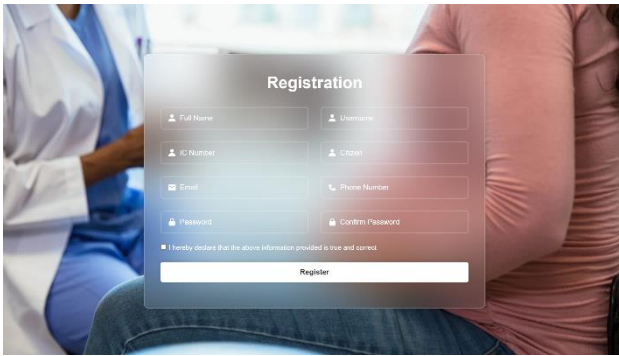 Registration
Full Name
Username
IC Number
Citizen
Email
Phone Number
Password
Confirm Password
I hereby declare that the above information provided is true and correct
Register